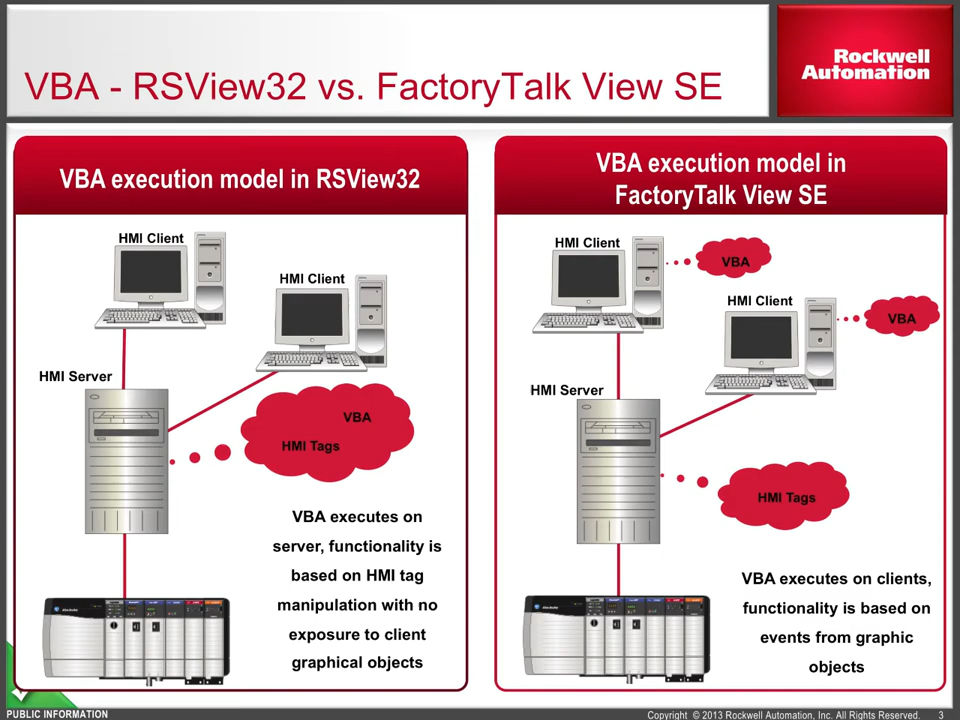 VBA - RSView32 vs. FactoryTalk View SE
Rockwell
Automation
VBA execution model in RSView32
HMI Client
HMI Client
HMI Server
VBA
HMI Tags
VBA executes on
server, functionality is
based on HMI tag
manipulation with no
exposure to client
graphical objects
VBA execution model in
FactoryTalk View SE
HMI Client
VBA
HMI Client
VBA
HMI Server
HMI Tags
VBA executes on clients,
functionality is based on
events from graphic
objects
PUBLIC INFORMATION
Copyright © 2013 Rockwell Automation, Inc. All Rights Reserved.
3